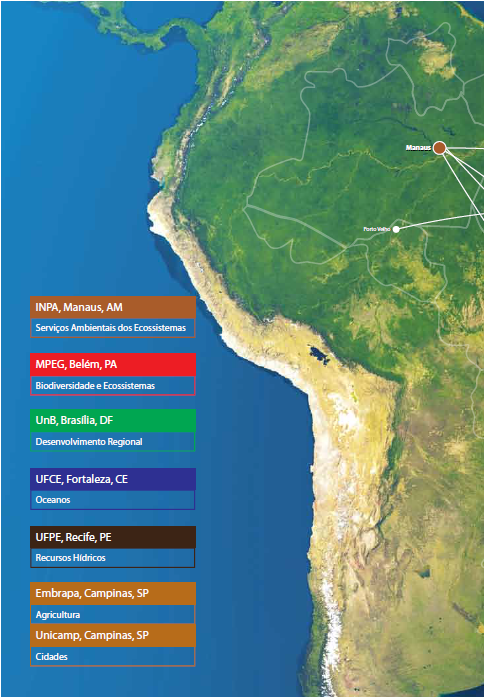 Manaus
Porto Velho
INPA, Manaus, AM
Serviços Ambientais dos Ecossistemas
MPEG, Belém, PA
Biodiversidade e Ecossistemas
UnB, Brasília, DF
Desenvolvimento Regional
UFCE, Fortaleza, CE
Oceanos
UFPE, Recife, PE
Recursos Hídricos
Embrapa, Campinas, SP
Agricultura
Unicamp, Campinas, SP
Cidades